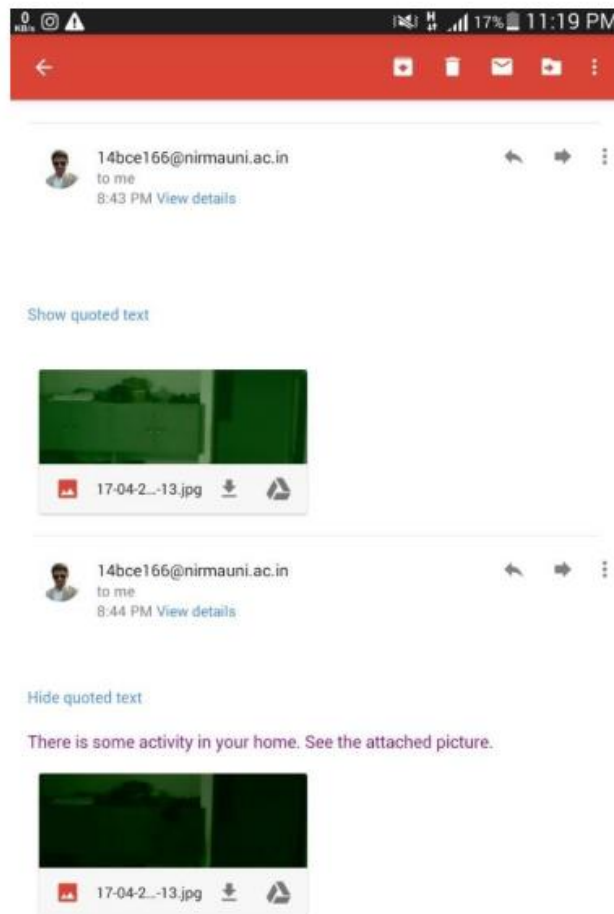 0
KB/s
17% 11:19 PM
14bce166@nirmauni.ac.in
to me
8:43 PM View details
Show quoted text
17-04-2...-13.jpg
14bce166@nirmauni.ac.in
to me
8:44 PM View details
Hide quoted text
There is some activity in your home. See the attached picture.
17-04-2...-13.jpg